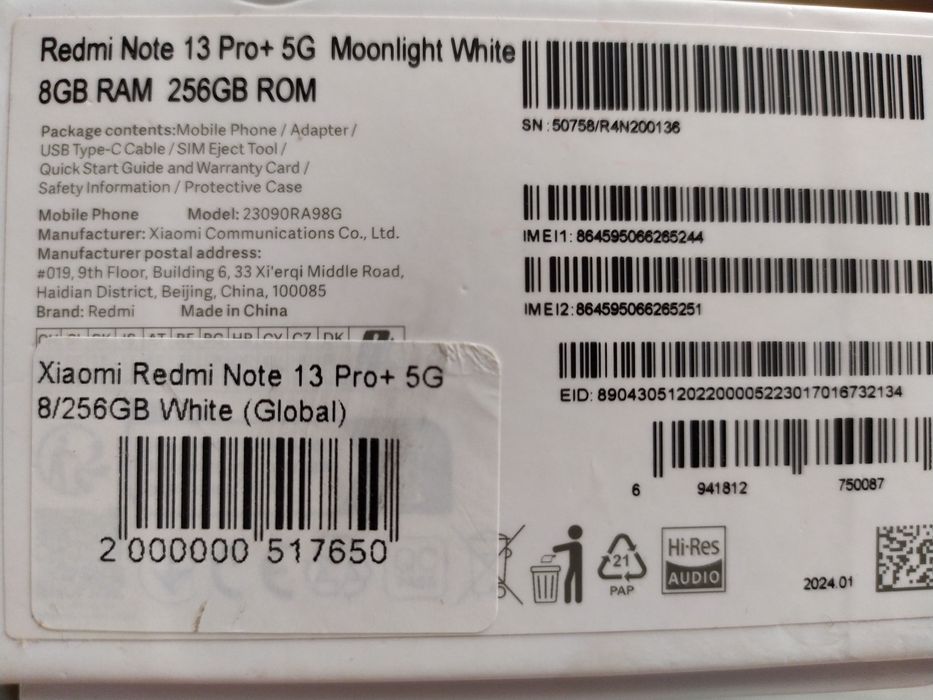 Redmi Note 13 Pro+ 5G Moonlight White
8GB RAM 256GB ROM
Package contents:Mobile Phone / Adapter /
USB Type-C Cable / SIM Eject Tool /
Quick Start Guide and Warranty Card /
Safety Information / Protective Case
Mobile Phone Model: 23090RA98G
Manufacturer: Xiaomi Communications Co., Ltd.
Manufacturer postal address:
#019, 9th Floor, Building 6, 33 Xi'erqi Middle Road,
Haidian District, Beijing, China, 100085
Brand: Redmi Made in China
Xiaomi Redmi Note 13 Pro+ 5G
8/256GB White (Global)
2 000000 517650
SN : 50758/R4N200136
IMEI1: 864595066265244
IMEI2: 864595066265251
EID: 89043051202200005223017016732134
6 941812 750087
21
PAP
Hi-Res
AUDIO
2024.01